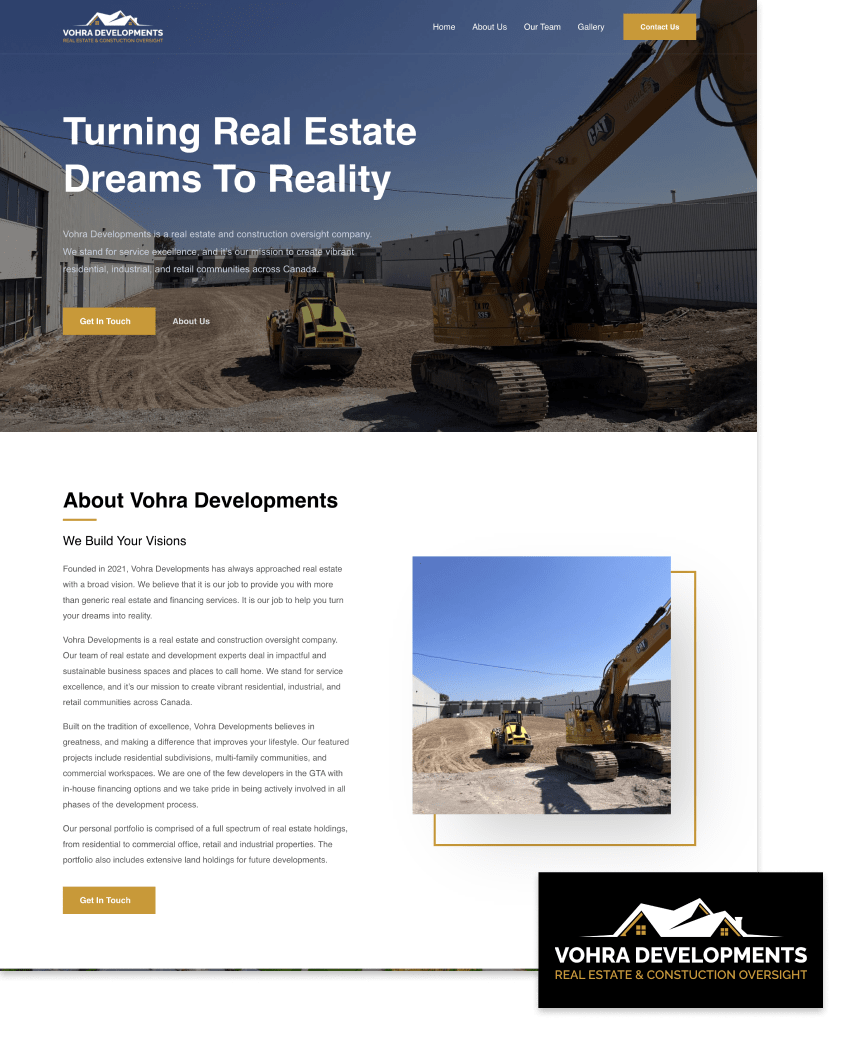 VOHRA DEVELOPMENTS
REAL ESTATE & CONSTUCTION OVERSIGHT
Home About Us Our Team Gallery Contact Us
Turning Real Estate
Dreams To Reality
Vohra Developments is a real estate and construction oversight company.
We stand for service excellence, and it's our mission to create vibrant
residential, industrial, and retail communities across Canada.
Get In Touch About Us
CAT
CAT
335
About Vohra Developments
We Build Your Visions
Founded in 2021, Vohra Developments has always approached real estate
with a broad vision. We believe that it is our job to provide you with more
than generic real estate and financing services. It is our job to help you turn
your dreams into reality.
Vohra Developments is a real estate and construction oversight company.
Our team of real estate and development experts deal in impactful and
sustainable business spaces and places to call home. We stand for service
excellence, and it's our mission to create vibrant residential, industrial, and
retail communities across Canada.
Built on the tradition of excellence, Vohra Developments believes in
greatness, and making a difference that improves your lifestyle. Our featured
projects include residential subdivisions, multi-family communities, and
commercial workspaces. We are one of the few developers in the GTA with
in-house financing options and we take pride in being actively involved in all
phases of the development process.
Our personal portfolio is comprised of a full spectrum of real estate holdings,
from residential to commercial office, retail and industrial properties. The
portfolio also includes extensive land holdings for future developments.
Get In Touch
VOHRA DEVELOPMENTS
REAL ESTATE & CONSTUCTION OVERSIGHT